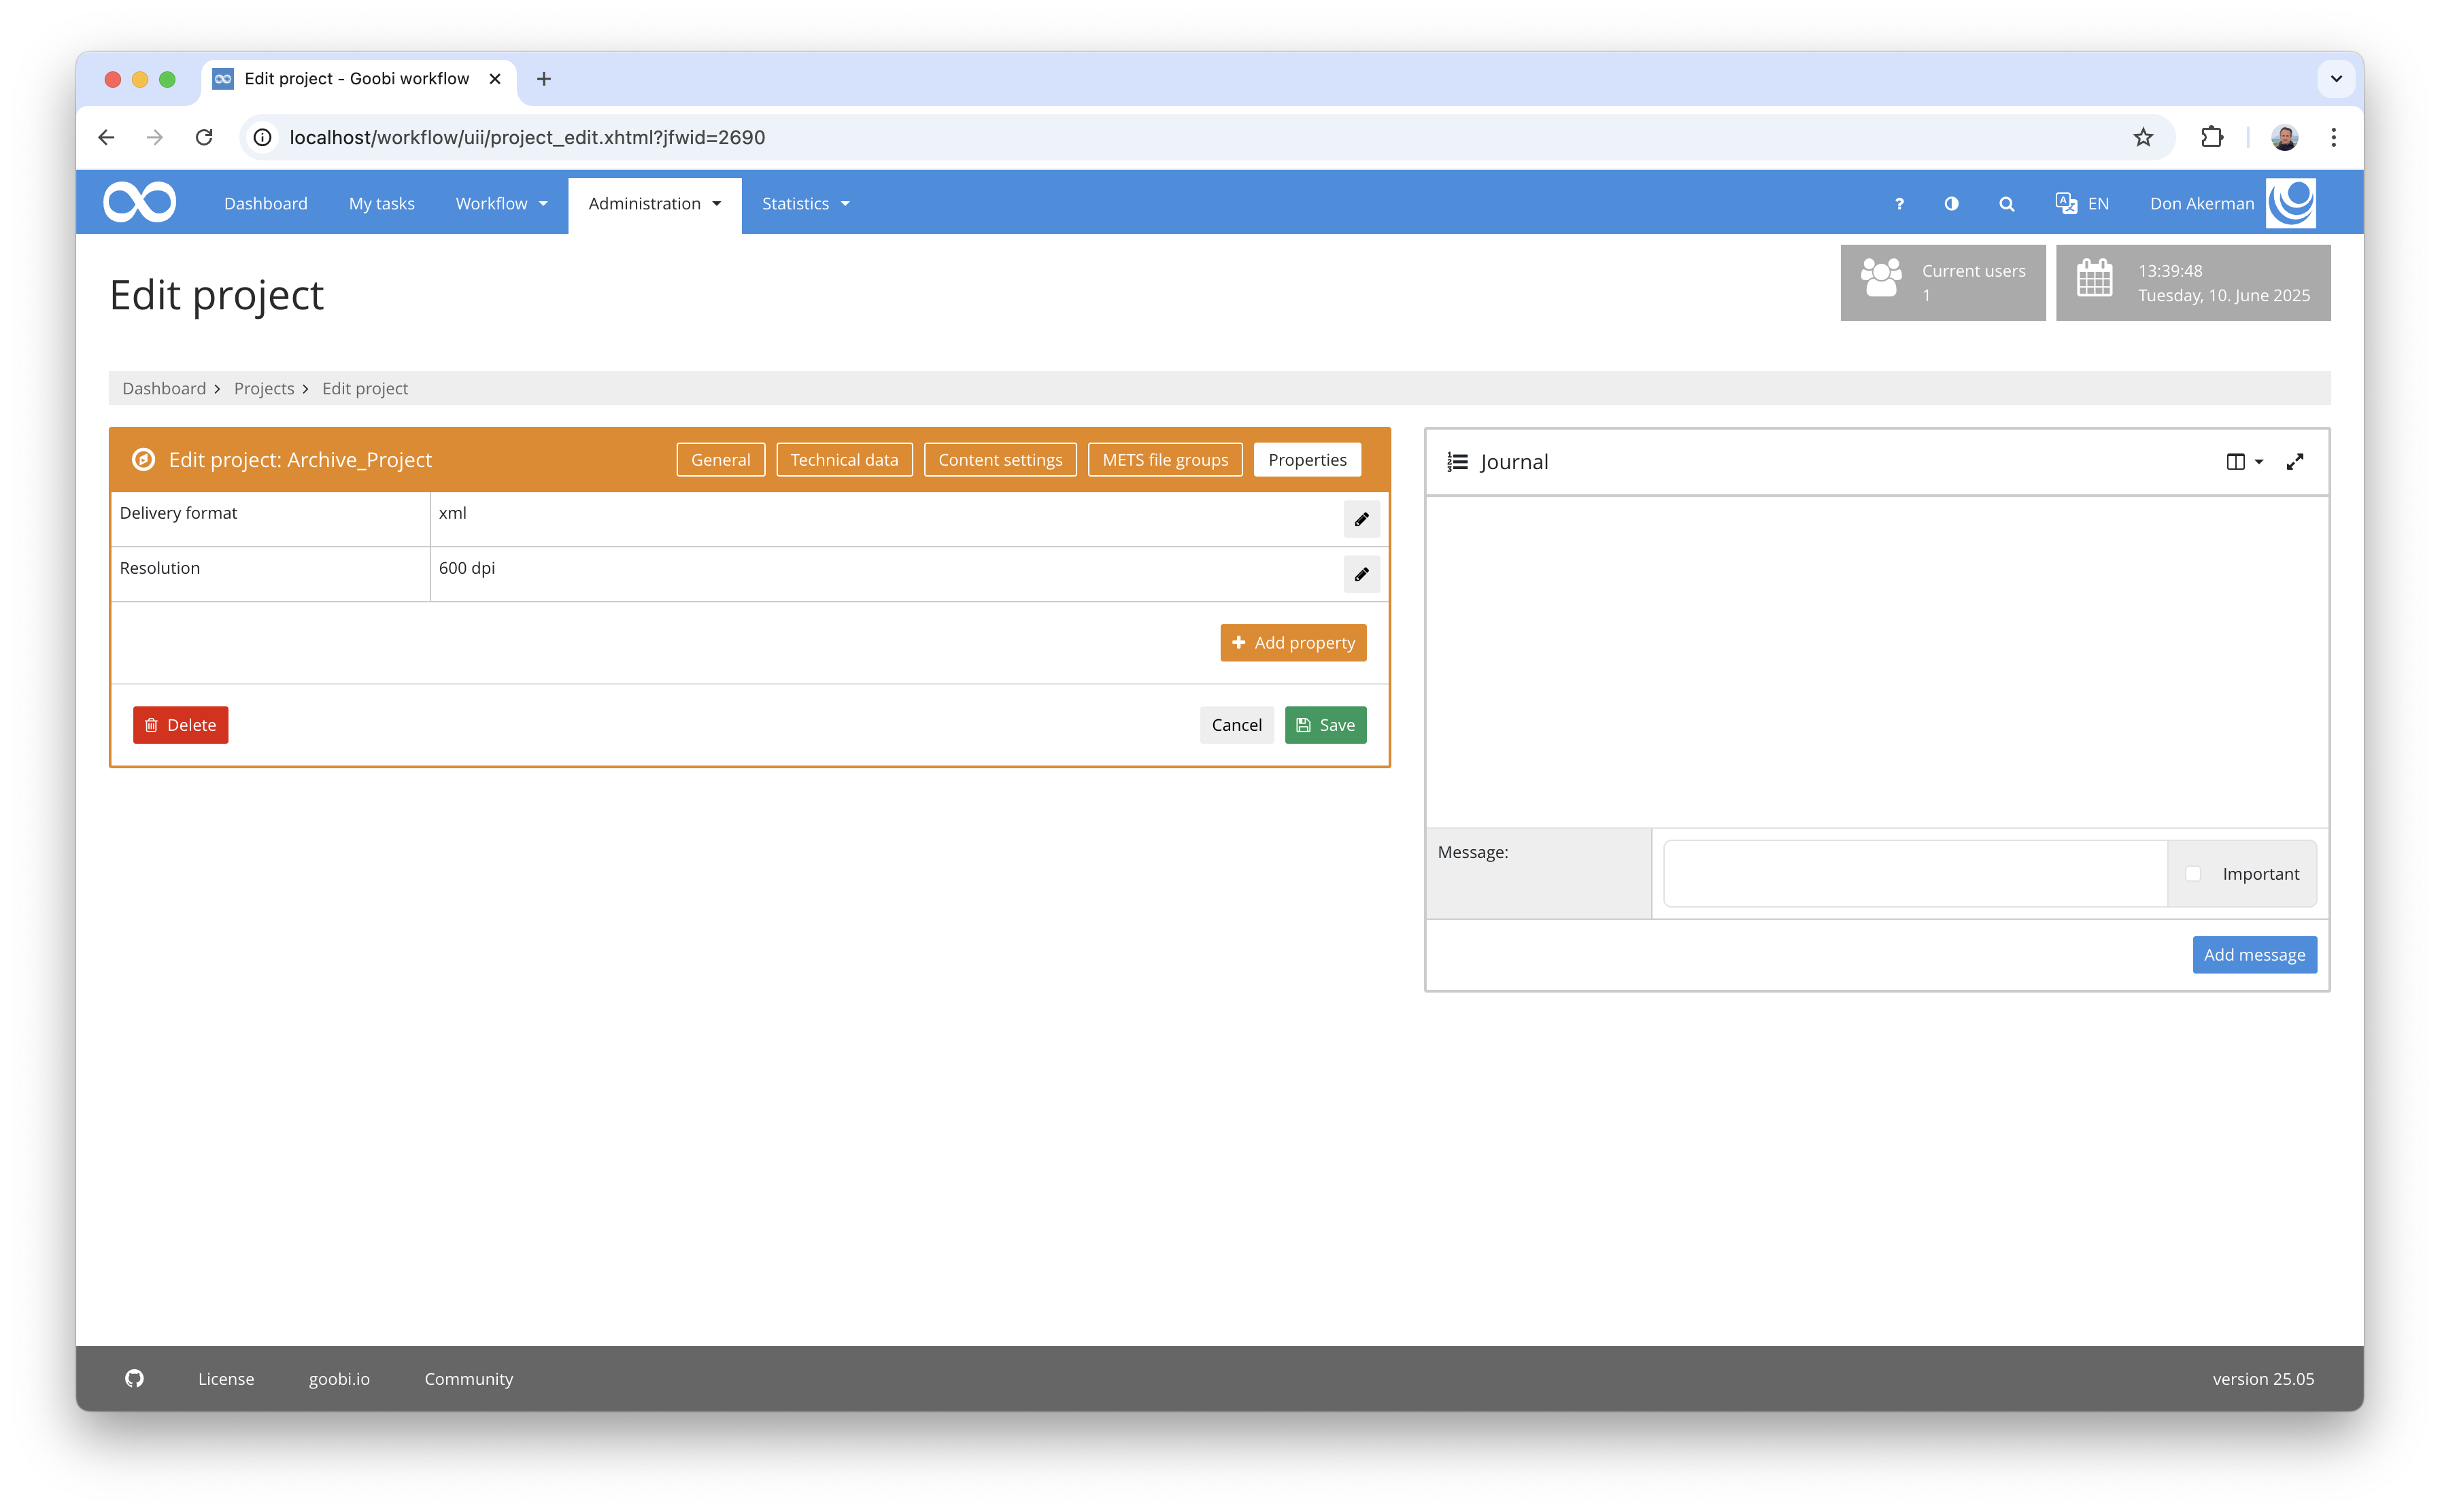 Edit project - Goobi workflow
localhost/workflow/uii/project_edit.xhtml?jfwid=2690
Dashboard My tasks Workflow Administration Statistics ? EN Don Akerman
Edit project
Current users
1
13:39:48
Tuesday, 10. June 2025
Dashboard > Projects > Edit project
Edit project: Archive_Project General Technical data Content settings METS file groups Properties
Delivery format xml
Resolution 600 dpi
+ Add property
Delete Cancel Save
Journal
Message: Important
Add message
License goobi.io Community version 25.05